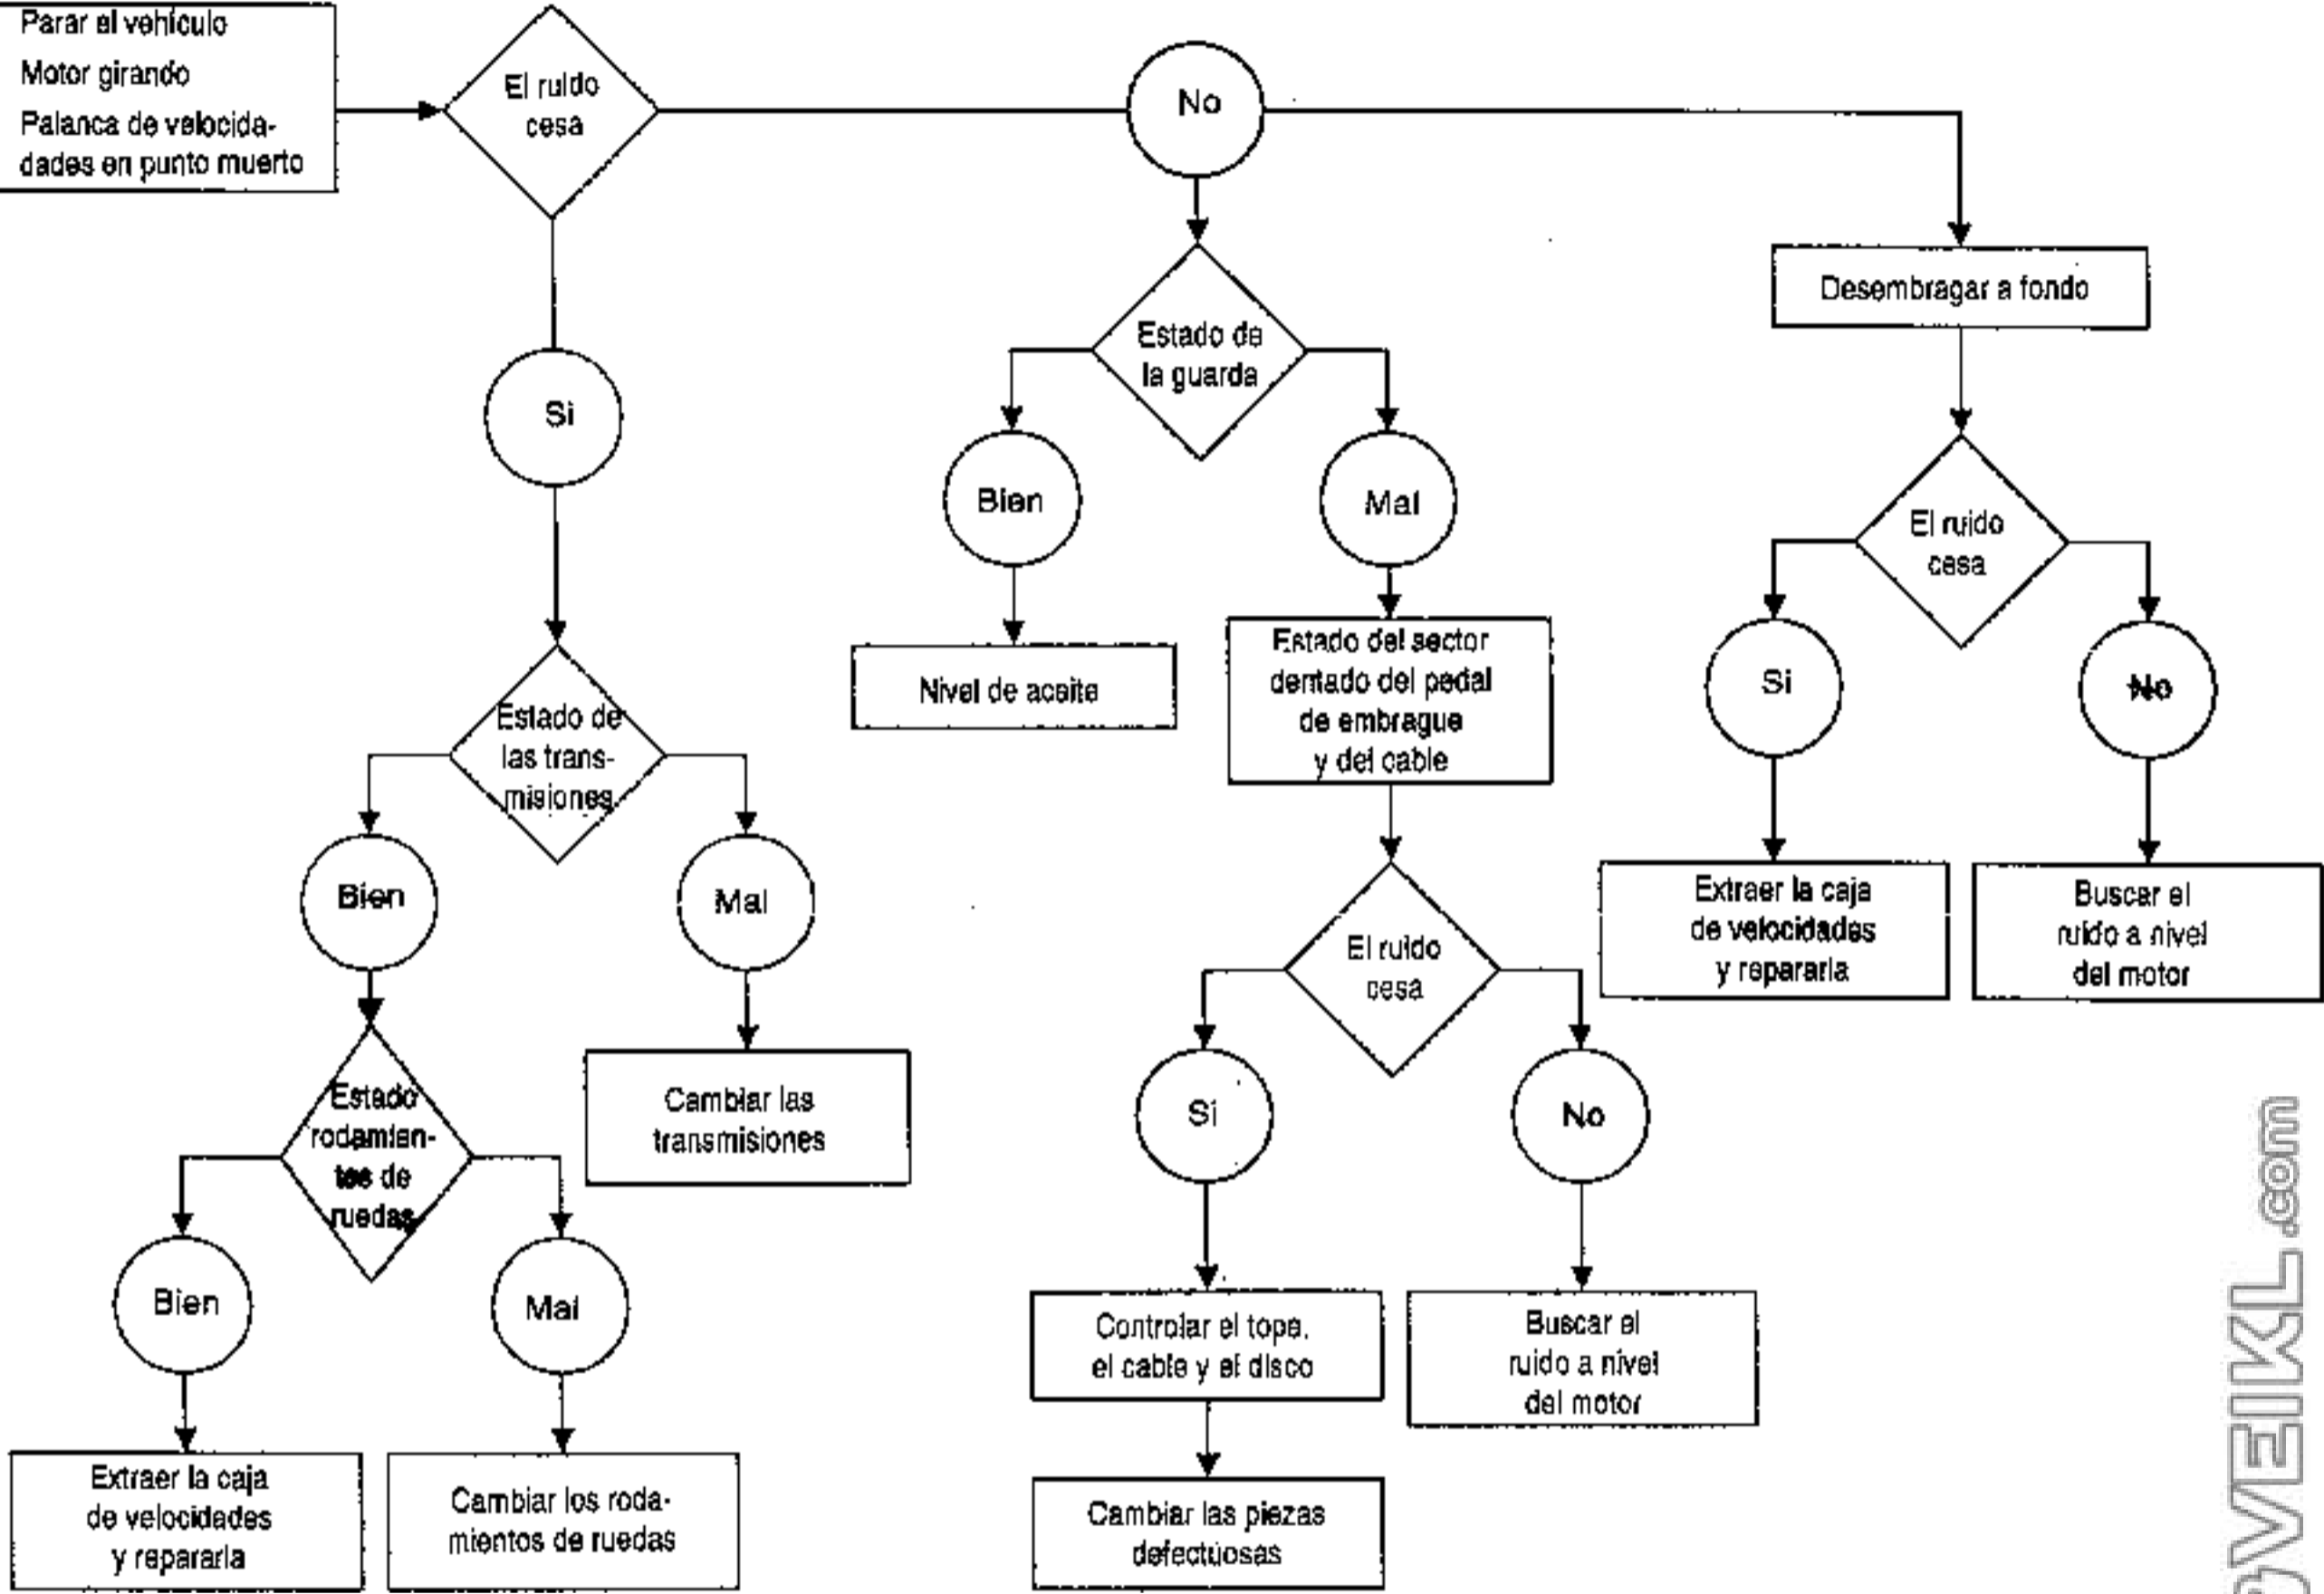 Parar el vehículo
Motor girando
Palanca de velocida-
dades en punto muerto
El ruido
cesa
No
Si
Estado de
la guarda
Desembragar a fondo
Bien
Mal
El ruido
cesa
Nivel de aceite
Estado del sector
dentado del pedal
de embrague
y del cable
Si
No
Estado de
las trans-
misiones
Bien
Mal
El ruido
cesa
Extraer la caja
de velocidades
y repararla
Buscar el
ruido a nivel
del motor
Estado
rodamien-
tos de
ruedas
Cambiar las
transmisiones
Si
No
Bien
Mal
Controlar el tope,
el cable y el disco
Buscar el
ruido a nivel
del motor
Extraer la caja
de velocidades
y repararla
Cambiar los roda-
mientos de ruedas
Cambiar las piezas
defectuosas
VEIKL.com